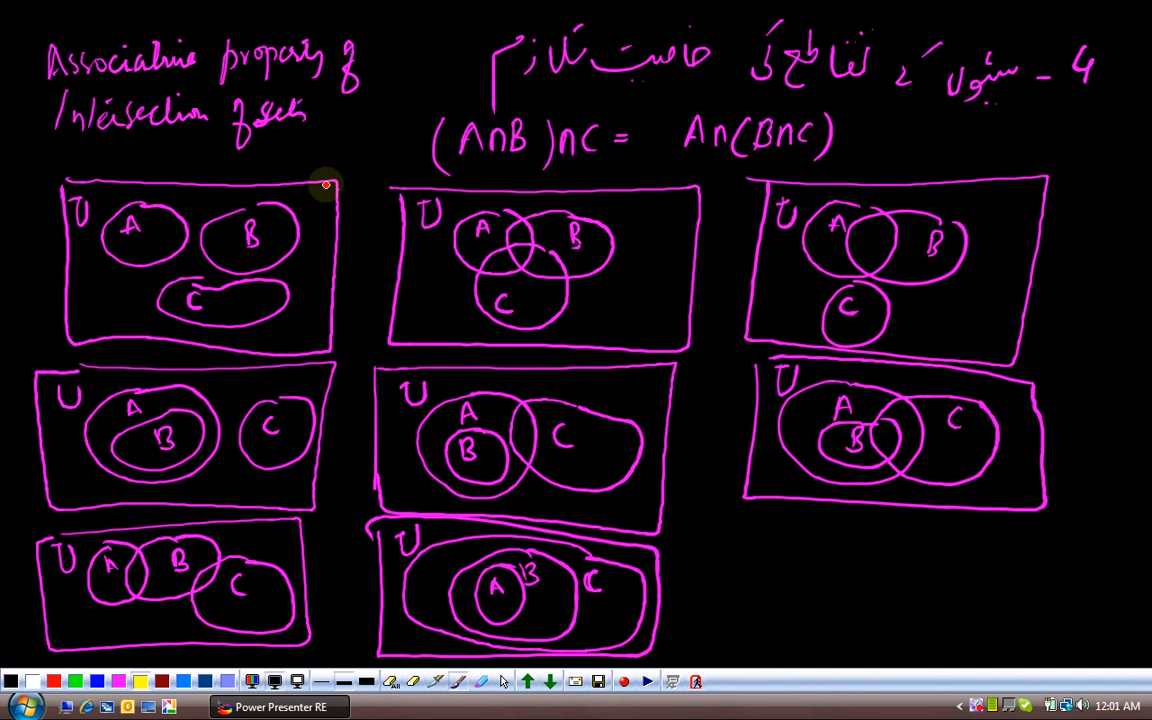 Associative property of
Intersection of sets
4 - سیٹوں کے تقاطع کی خاصیت تلازم
(A∩B)∩C = A∩(B∩C)
U A B C
U A B C
U A B C
U A B C
U A B C
U A B C
U A B C
U A B C
All
Power Presenter RE
12:01 AM